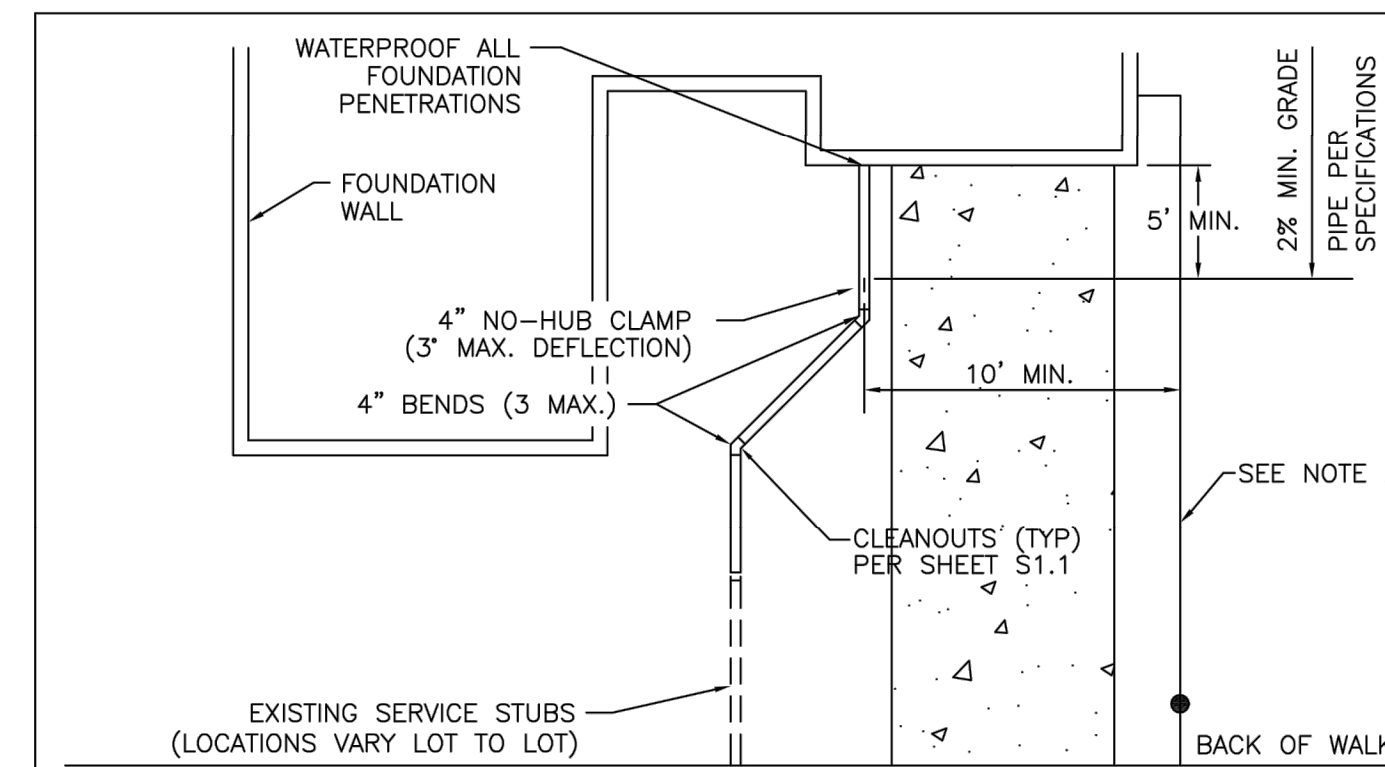 WATERPROOF ALL
FOUNDATION
PENETRATIONS
FOUNDATION
WALL
2% MIN. GRADE
PIPE PER
SPECIFICATIONS
5' MIN.
4" NO-HUB CLAMP
(3° MAX. DEFLECTION)
10' MIN.
4" BENDS (3 MAX.)
SEE NOTE
CLEANOUTS (TYP)
PER SHEET S1.1
EXISTING SERVICE STUBS
(LOCATIONS VARY LOT TO LOT)
BACK OF WALK